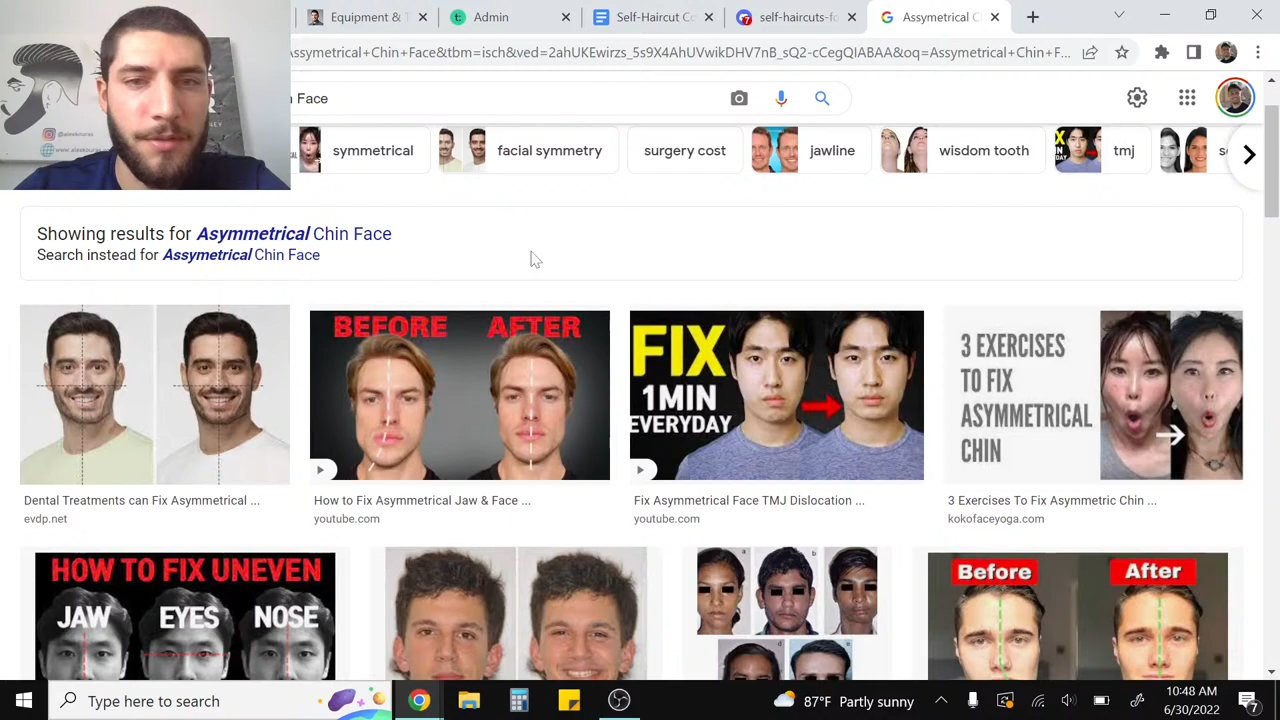 Equipment & T
Admin
Self-Haircut Co
self-haircuts-fo
Assymetrical C
Assymetrical+Chin+Face&tbm=isch&ved=2ahUKEwirzs_5s9X4AhUVwikDHV7nB_sQ2-cCegQIABAA&oq=Assymetrical+Chin+F...
n Face
symmetrical
facial symmetry
surgery cost
jawline
wisdom tooth
tmj
Showing results for Asymmetrical Chin Face
Search instead for Assymetrical Chin Face
BEFORE AFTER
FIX
1MIN
EVERYDAY
3 EXERCISES
TO FIX
ASYMMETRICAL
CHIN
Dental Treatments can Fix Asymmetrical ...
evdp.net
How to Fix Asymmetrical Jaw & Face ...
youtube.com
Fix Asymmetrical Face TMJ Dislocation ...
youtube.com
3 Exercises To Fix Asymmetric Chin ...
kokofaceyoga.com
HOW TO FIX UNEVEN
JAW EYES NOSE
Before After
Type here to search
87°F Partly sunny
10:48 AM
6/30/2022
7